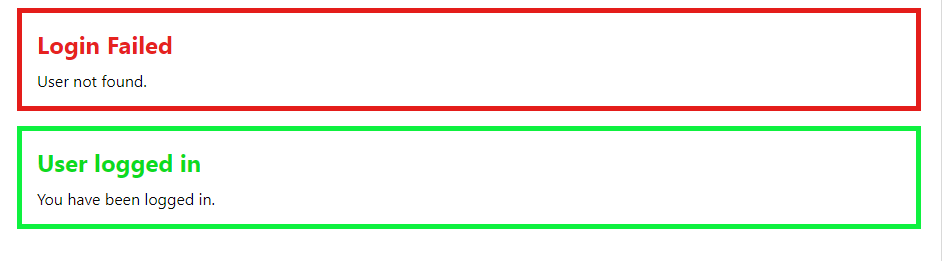 Login Failed
User not found.
User logged in
You have been logged in.